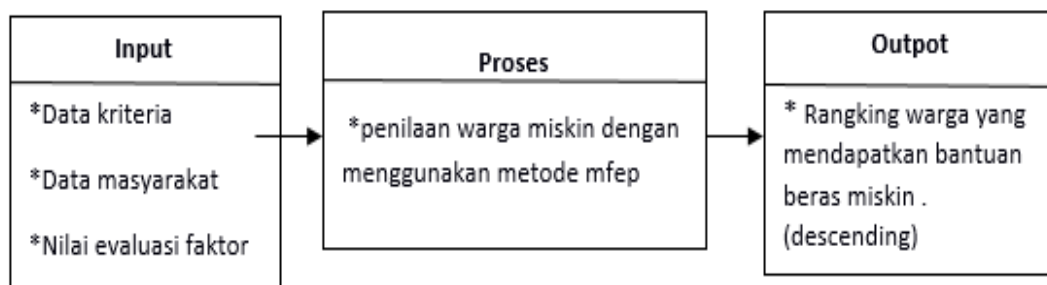 Input
*Data kriteria
*Data masyarakat
*Nilai evaluasi faktor
Proses
*penilaan warga miskin dengan
menggunakan metode mfep
Outpot
* Rangking warga yang
mendapatkan bantuan
beras miskin .
(descending)